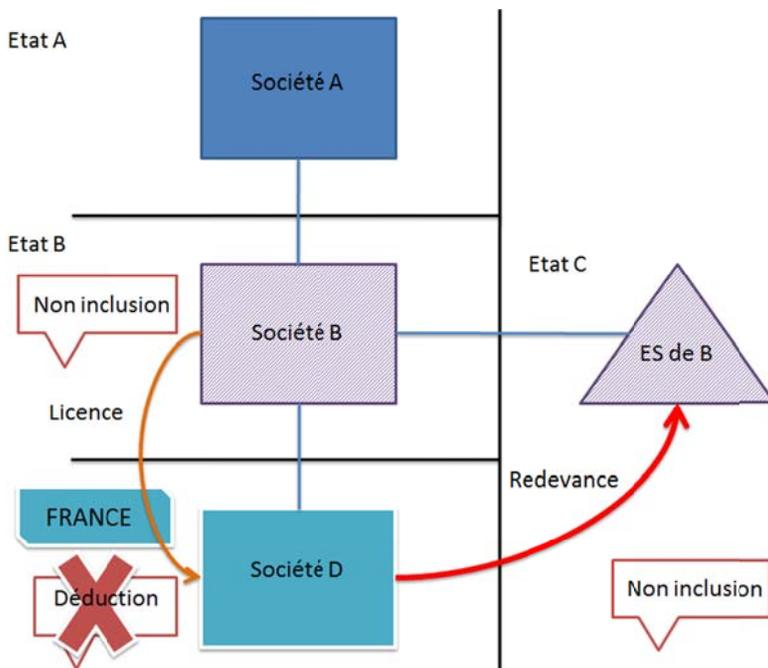 Etat A
Société A
Etat B
Etat C
Non inclusion
Société B
ES de B
Licence
Redevance
FRANCE
Société D
Déduction
Non inclusion